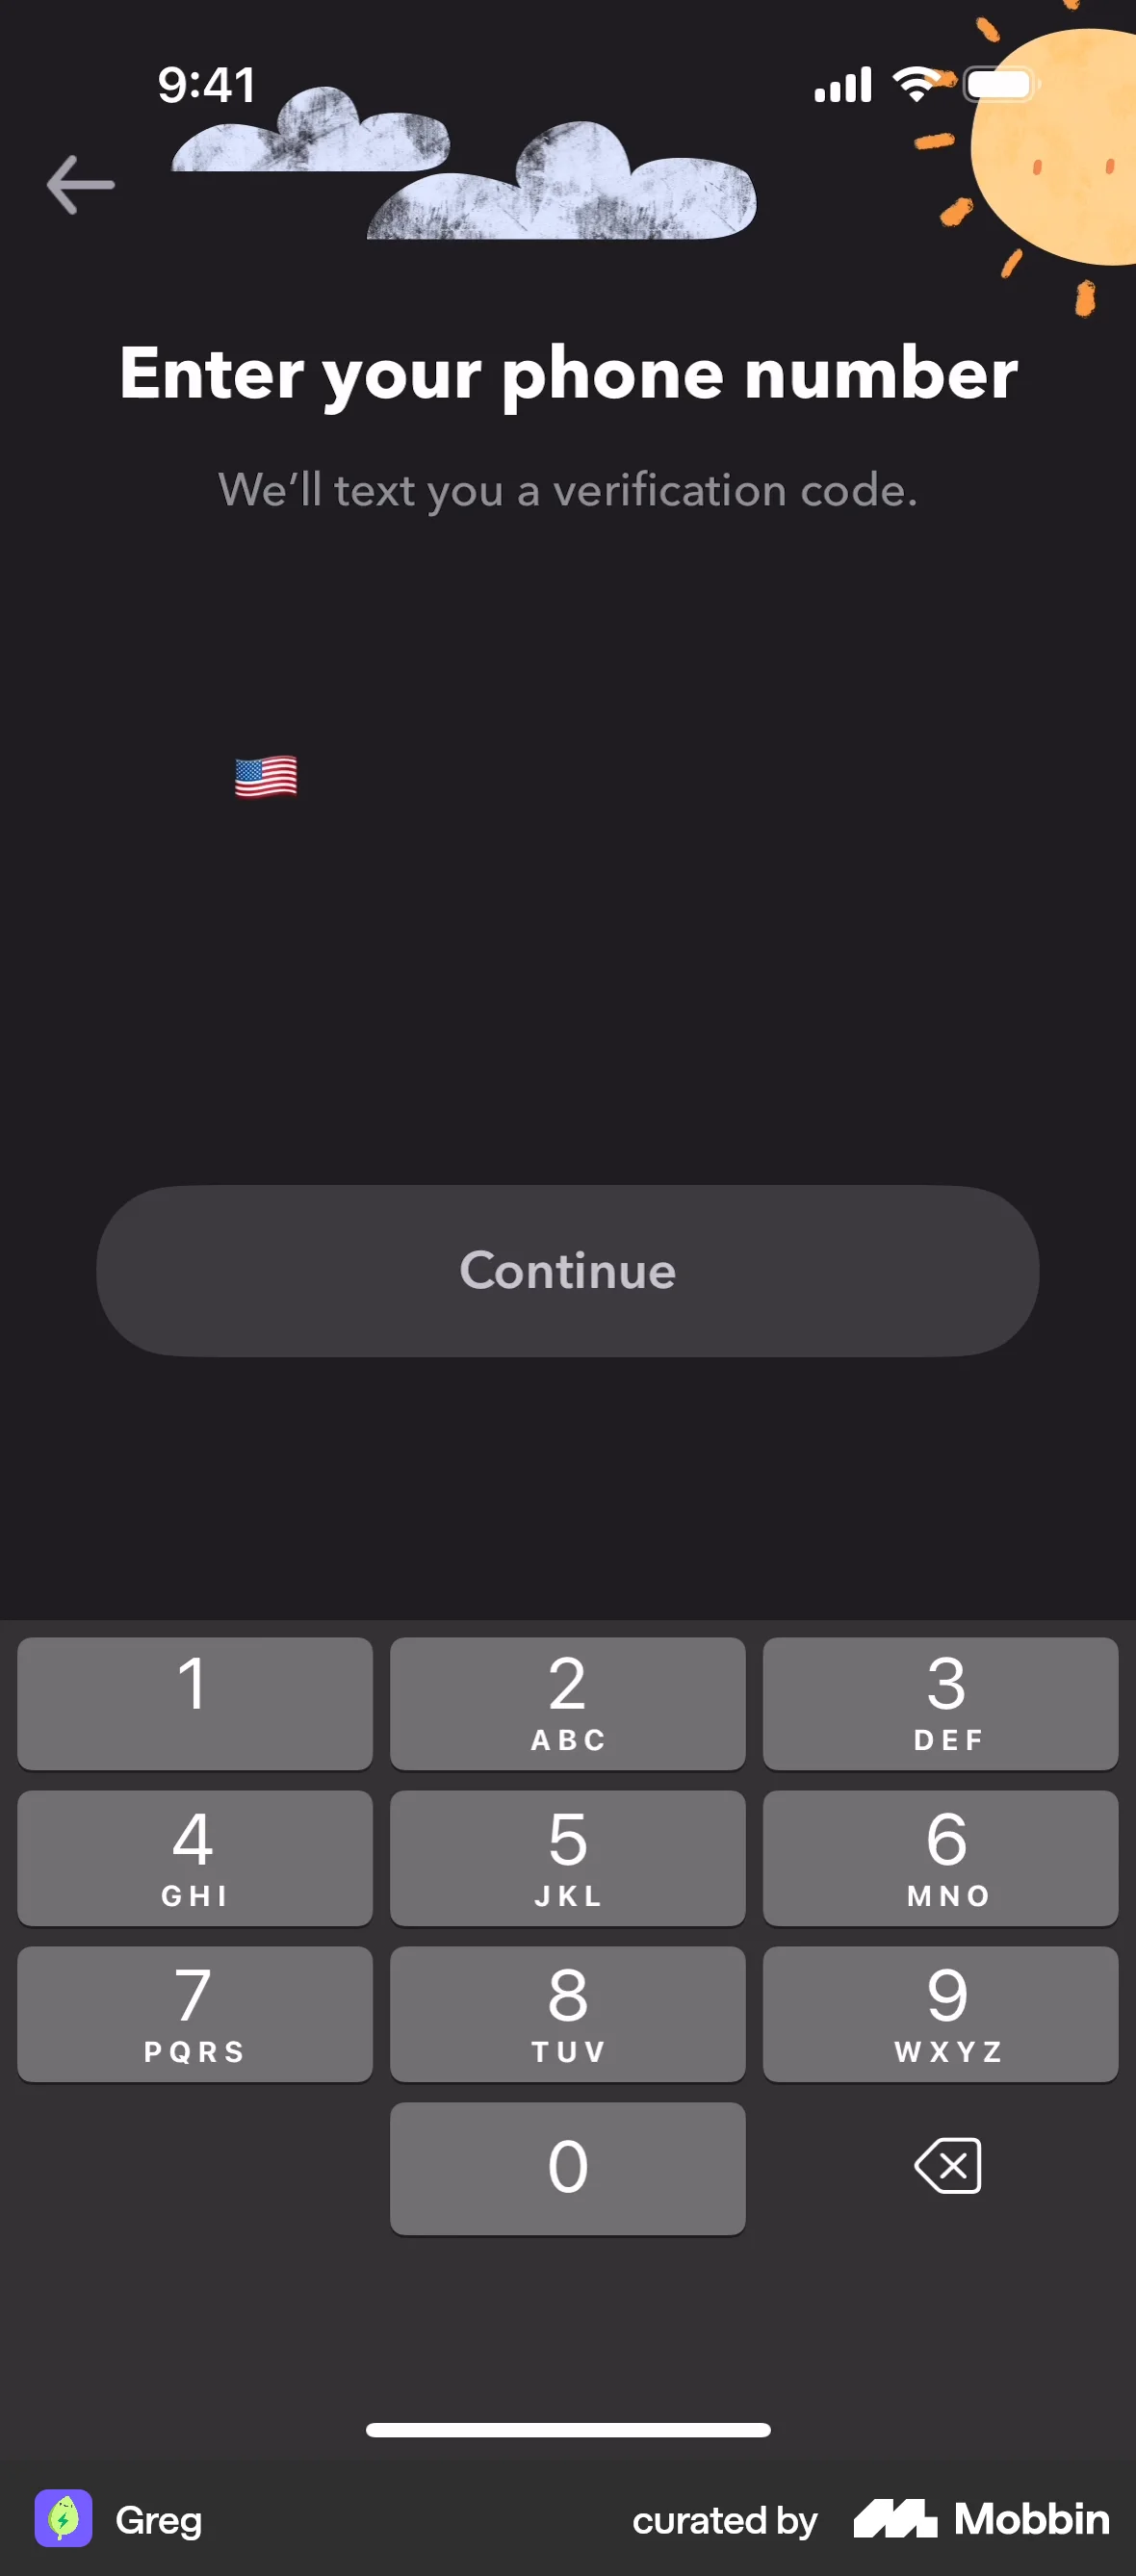 9:41
Enter your phone number
We’ll text you a verification code.
Continue
1
2
ABC
3
DEF
4
GHI
5
JKL
6
MNO
7
PQRS
8
TUV
9
WXYZ
0
Greg
curated by Mobbin